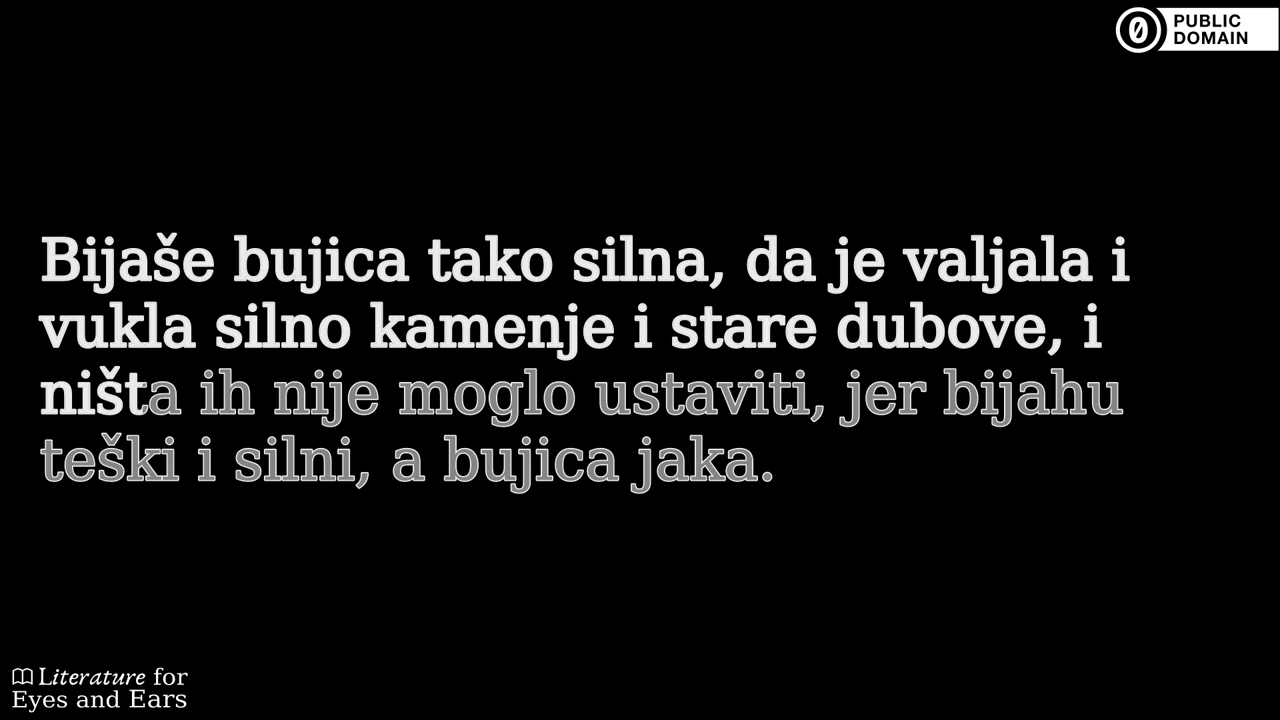 PUBLIC
DOMAIN
Bijaše bujica tako silna, da je valjala i
vukla silno kamenje i stare dubove, i
ništa ih nije moglo ustaviti, jer bijahu
teški i silni, a bujica jaka.
Literature for
Eyes and Ears